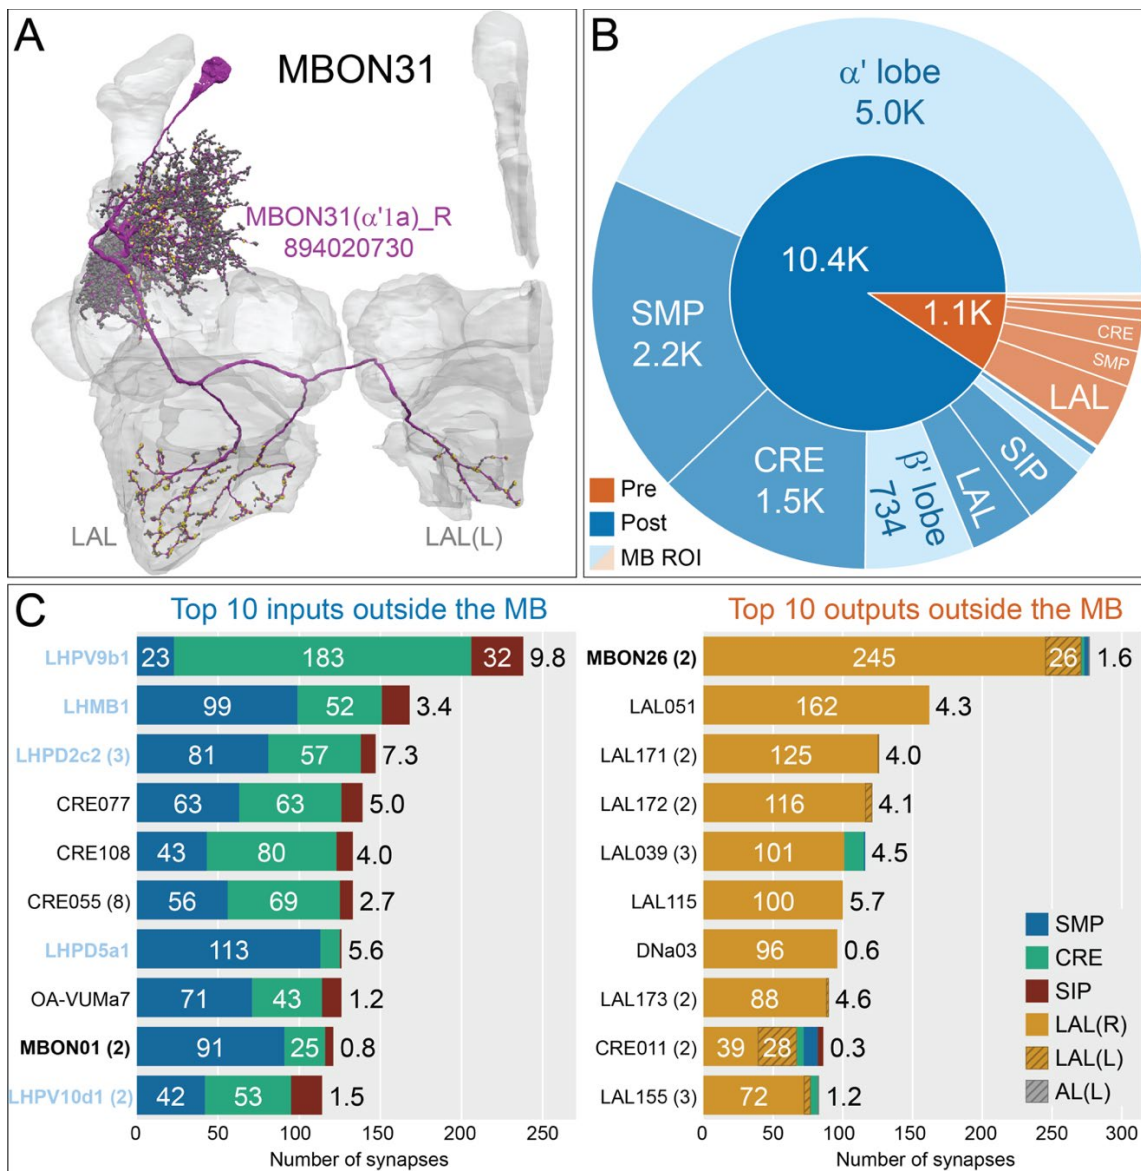 A
MBON31
MBON31(α'1a)_R
894020730
LAL
LAL(L)
B
α' lobe
5.0K
10.4K
1.1K
CRE
SMP
LAL
SMP
2.2K
CRE
1.5K
β' lobe
734
LAL
SIP
Pre
Post
MB ROI
C
Top 10 inputs outside the MB
LHPV9b1 23 183 32 9.8
LHMB1 99 52 3.4
LHPD2c2 (3) 81 57 7.3
CRE077 63 63 5.0
CRE108 43 80 4.0
CRE055 (8) 56 69 2.7
LHPD5a1 113 5.6
OA-VUMa7 71 43 1.2
MBON01 (2) 91 25 0.8
LHPV10d1 (2) 42 53 1.5
0 50 100 150 200 250
Number of synapses
Top 10 outputs outside the MB
MBON26 (2) 245 26 1.6
LAL051 162 4.3
LAL171 (2) 125 4.0
LAL172 (2) 116 4.1
LAL039 (3) 101 4.5
LAL115 100 5.7
DNa03 96 0.6
LAL173 (2) 88 4.6
CRE011 (2) 39 28 0.3
LAL155 (3) 72 1.2
0 50 100 150 200 250 300
Number of synapses
SMP
CRE
SIP
LAL(R)
LAL(L)
AL(L)